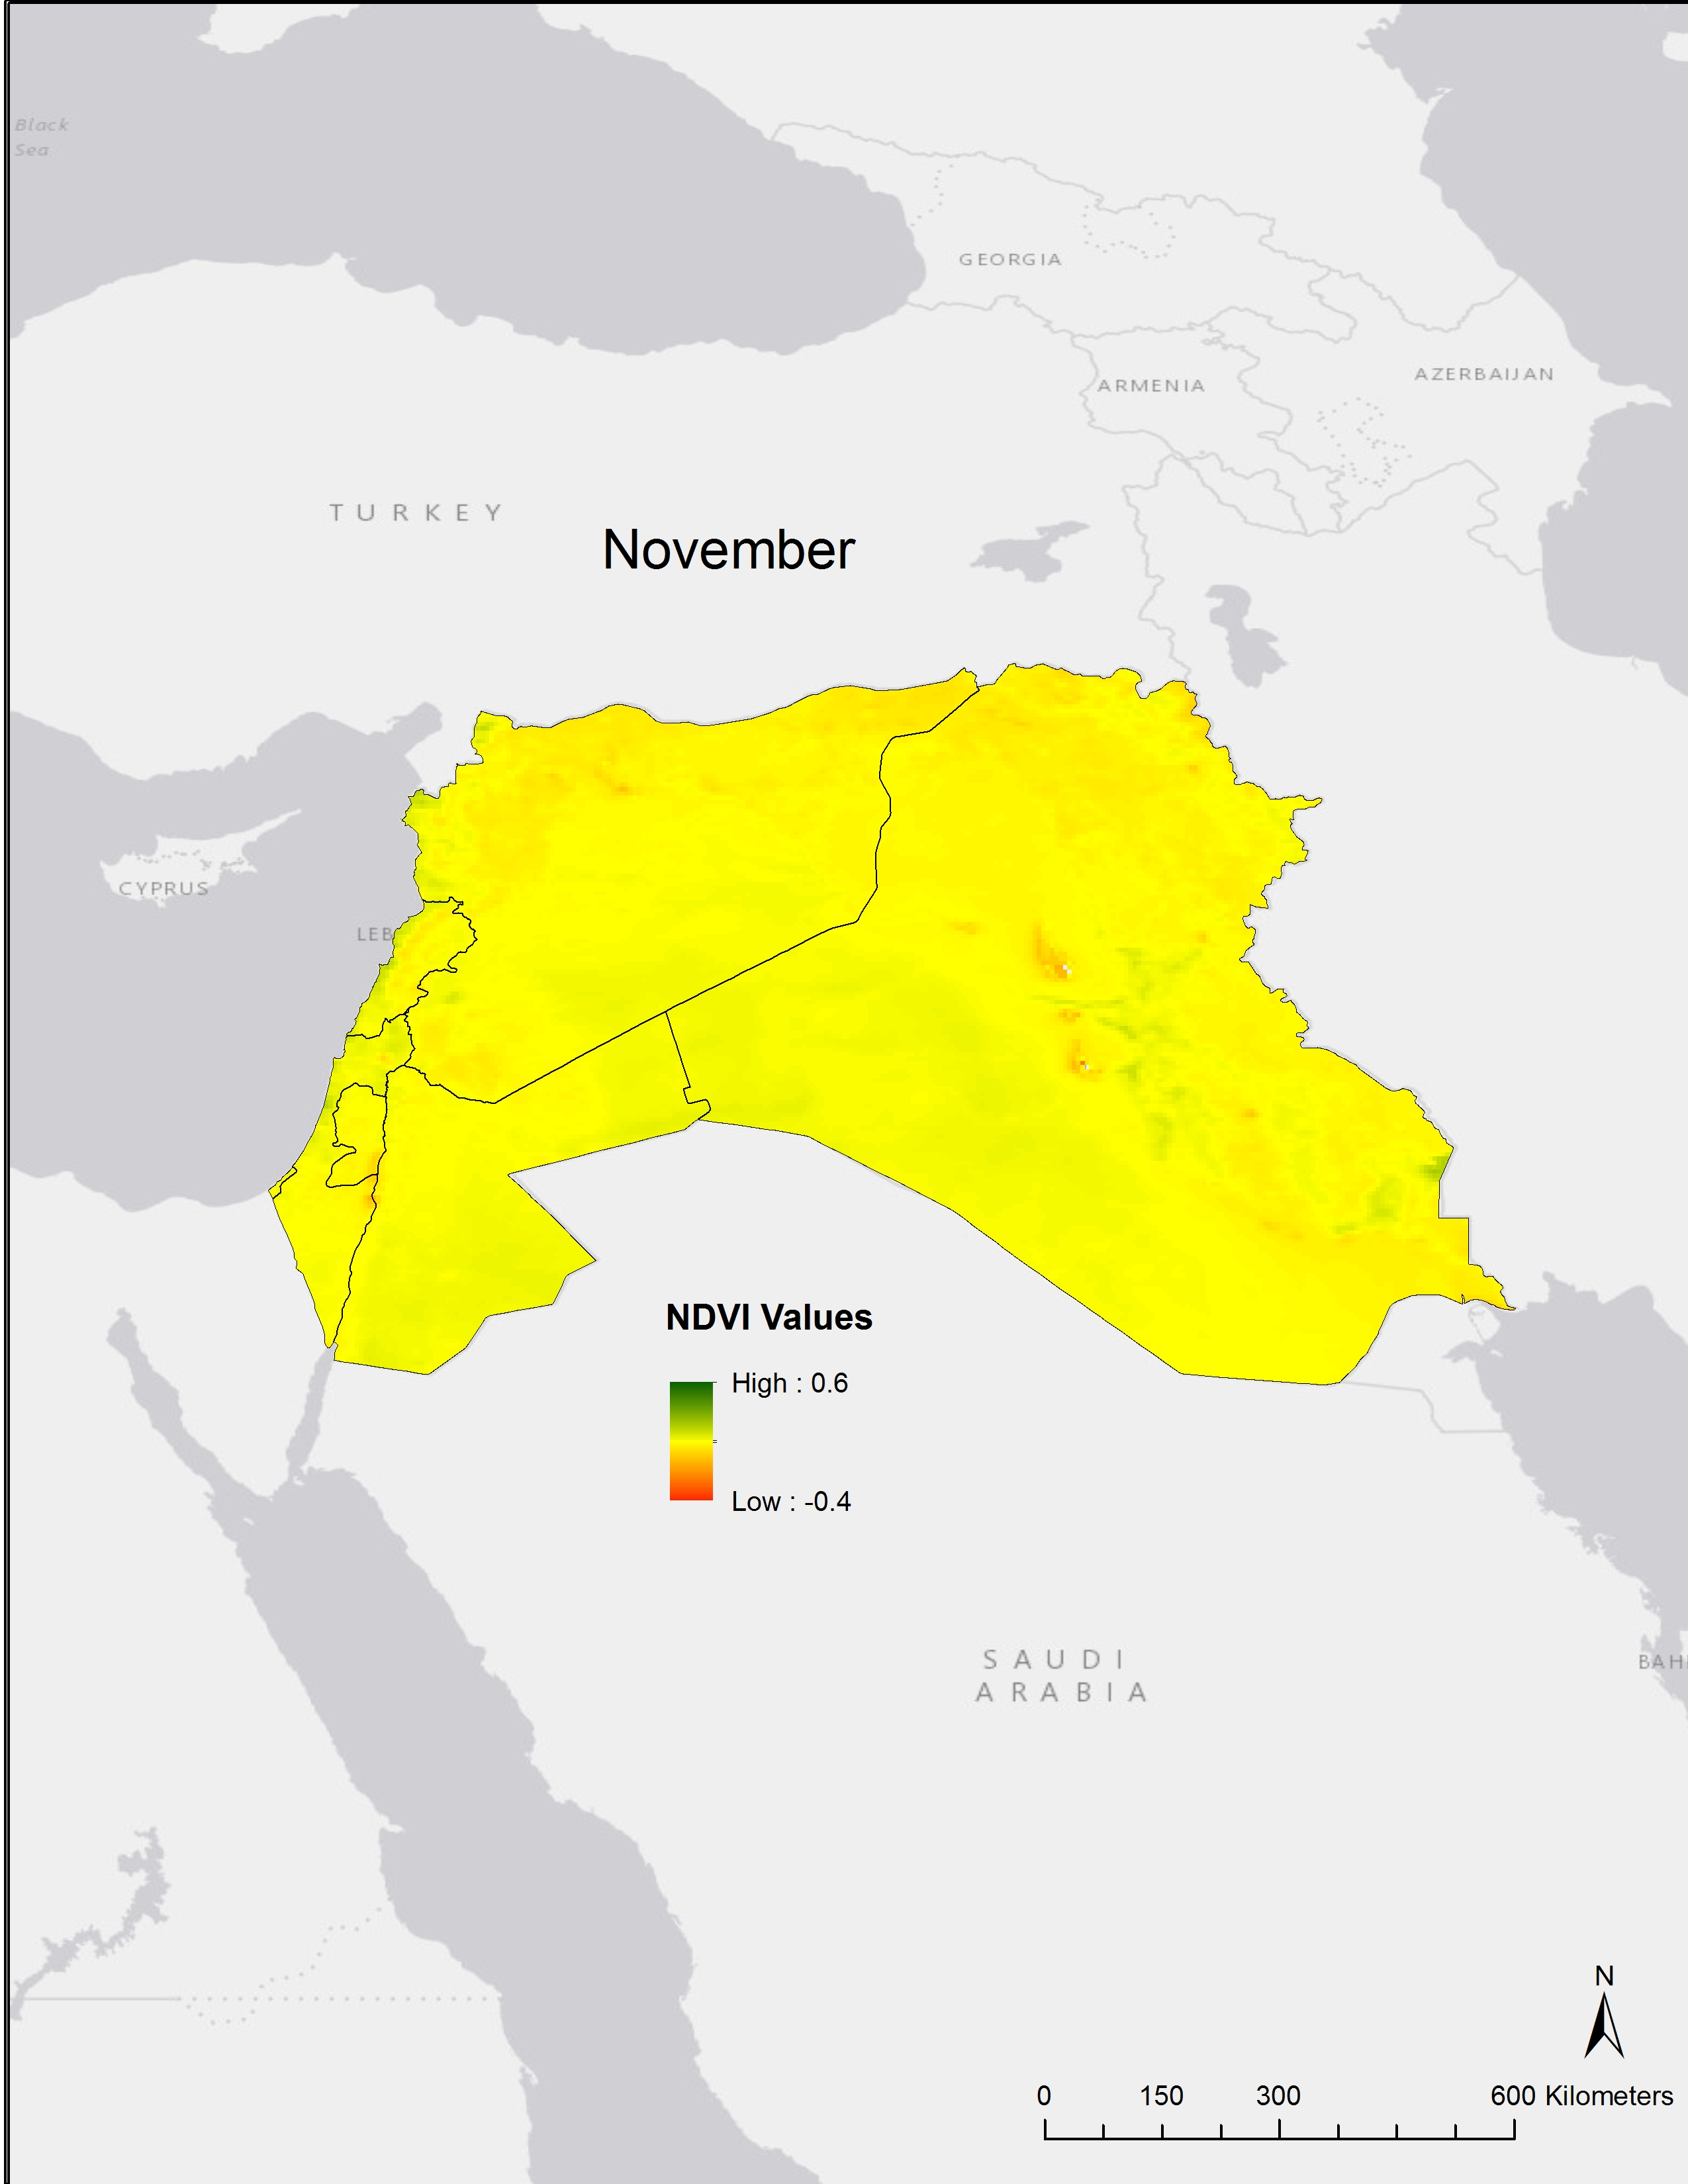 Black
Sea
GEORGIA
ARMENIA
AZERBAIJAN
TURKEY
November
CYPRUS
LEB
NDVI Values
High : 0.6
Low : -0.4
SAUDI
ARABIA
BAH
N
0 150 300 600 Kilometers